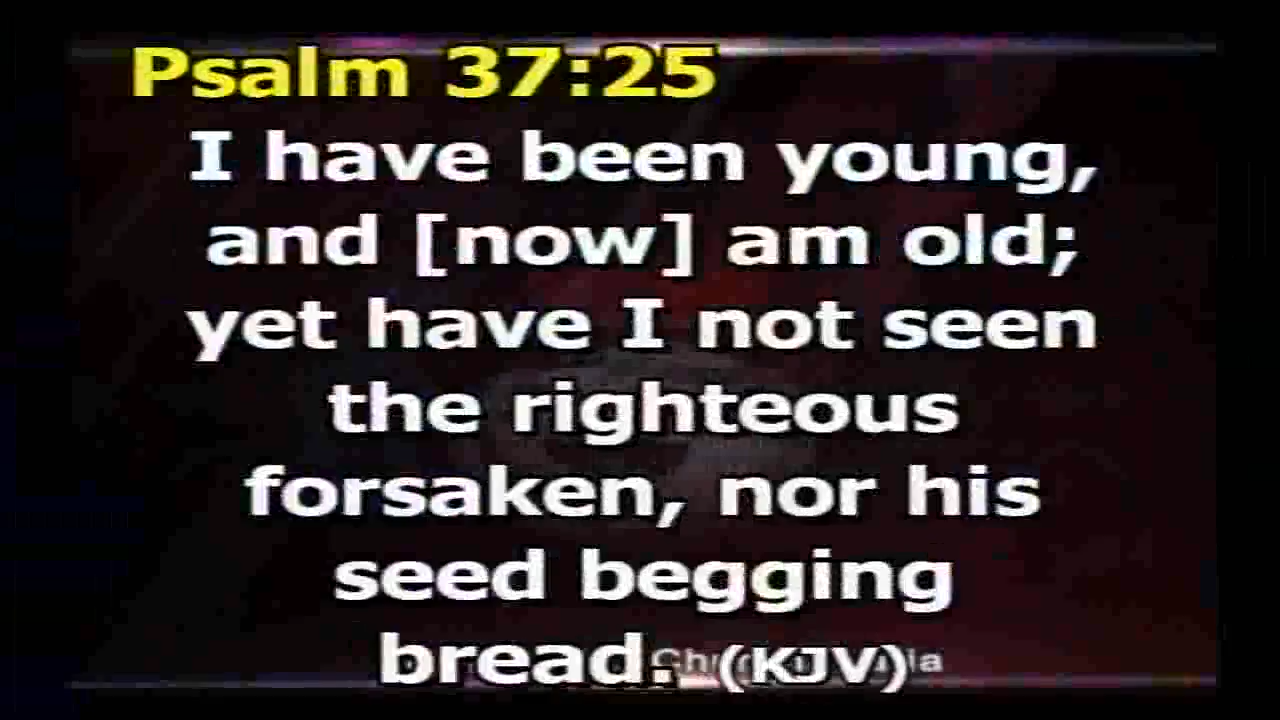 Psalm 37:25
I have been young,
and [now] am old;
yet have I not seen
the righteous
forsaken, nor his
seed begging
bread. (KJV)